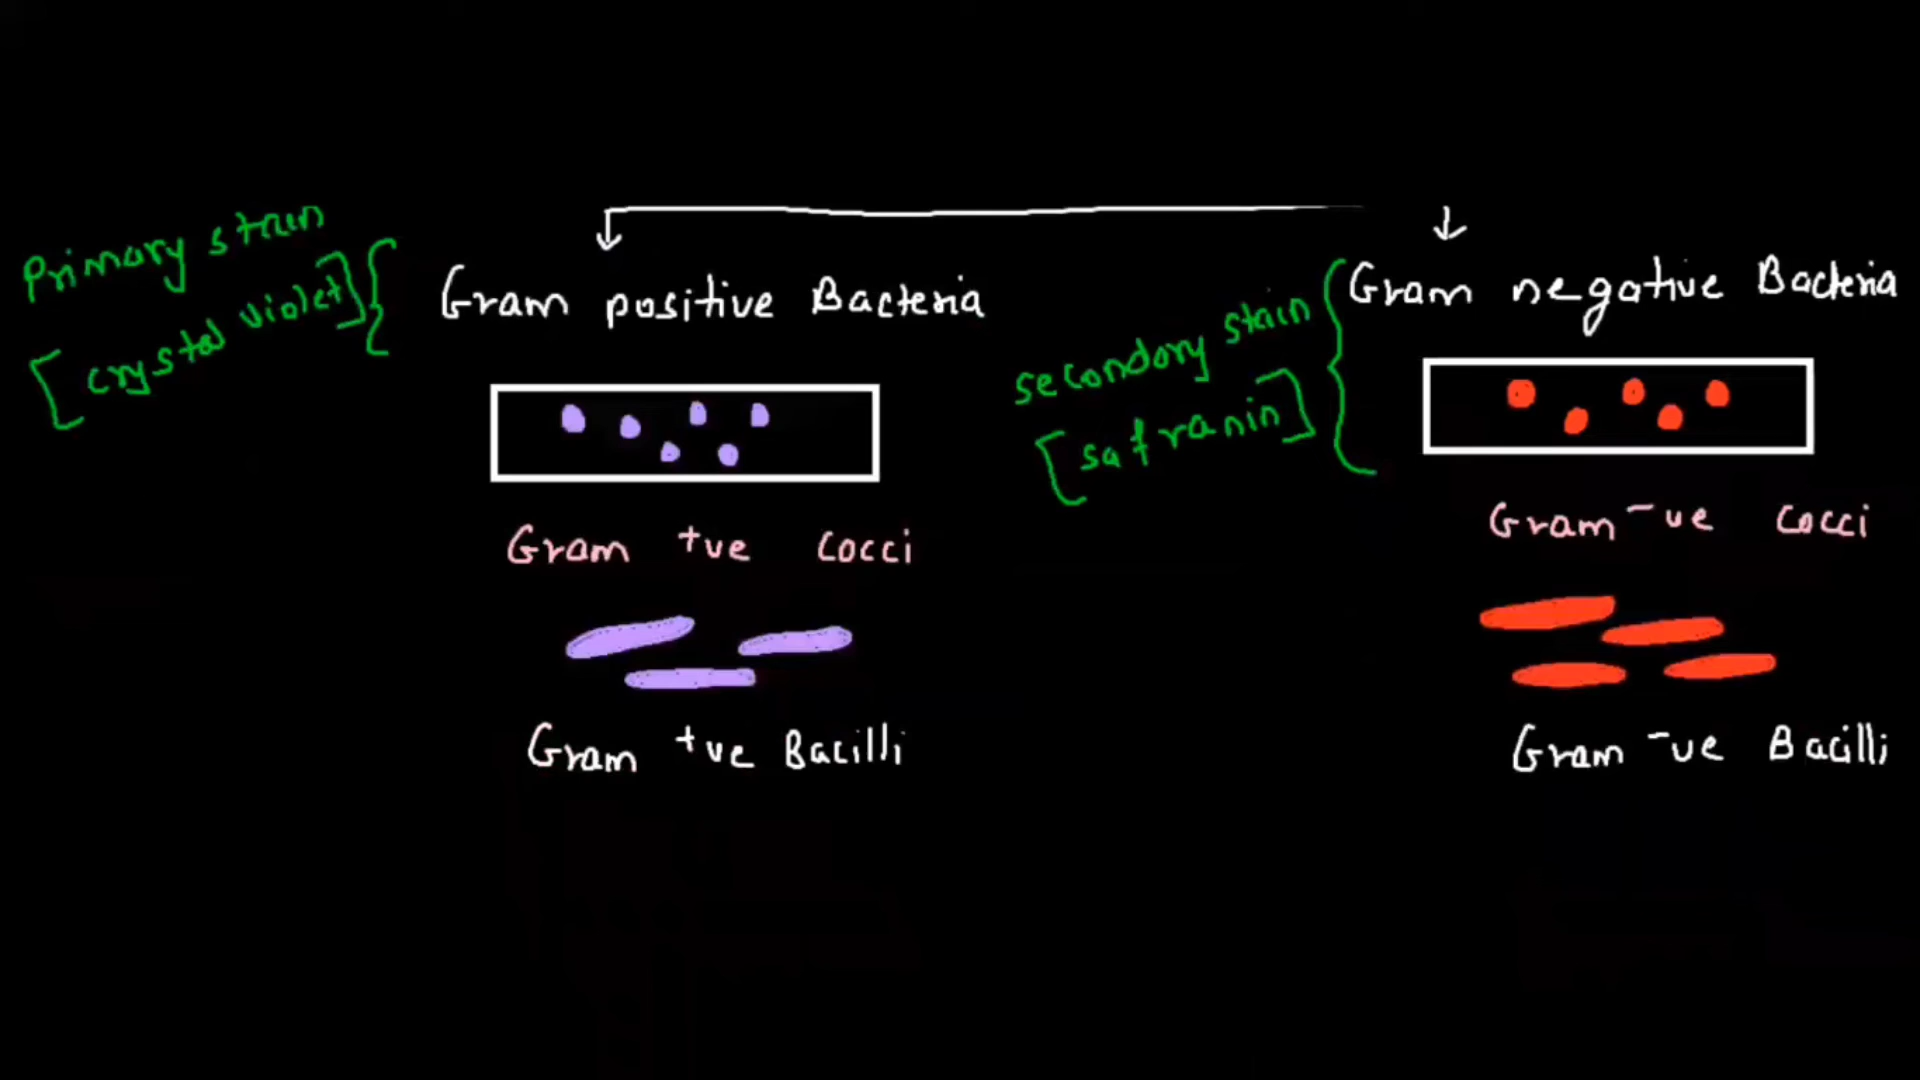 Primary strain
[crystal violet]
Gram positive Bacteria
Gram +ve cocci
Gram +ve Bacilli
secondory stain
[safranin]
Gram negative Bacteria
Gram -ve cocci
Gram -ve Bacilli